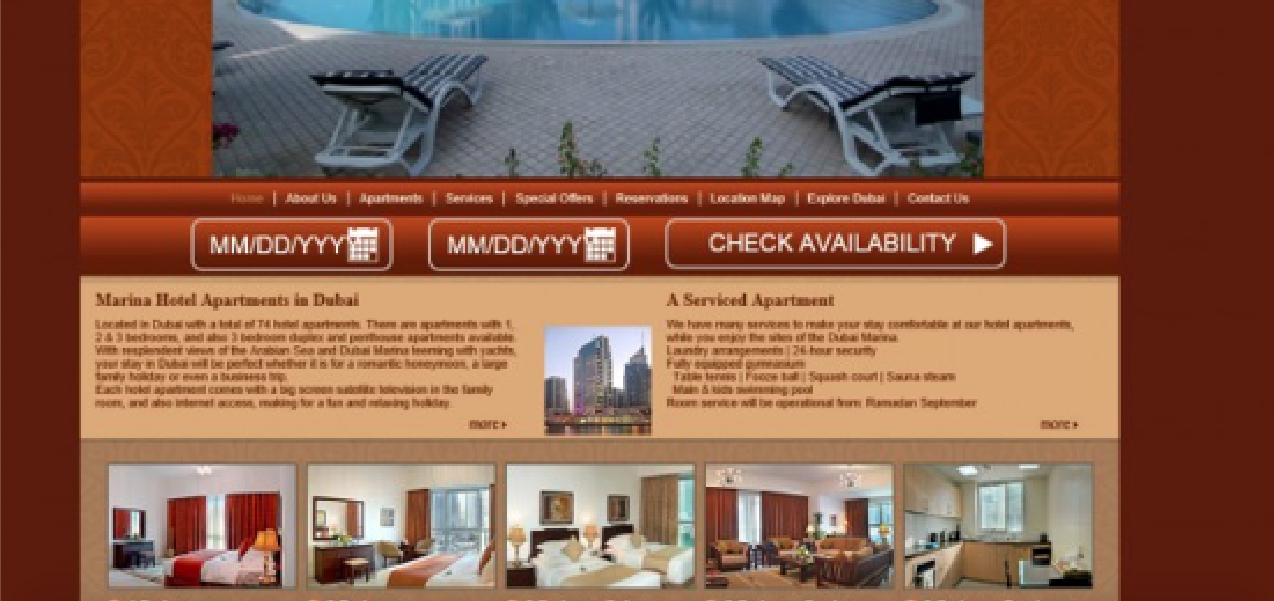 Home | About Us | Apartments | Services | Special Offers | Reservations | Location Map | Explore Dubai | Contact Us
MM/DD/YYYY MM/DD/YYYY CHECK AVAILABILITY
Marina Hotel Apartments in Dubai
Located in Dubai with a total of 74 hotel apartments. There are apartments with 1,
2 & 3 bedrooms, and also 3 bedroom duplex and penthouse apartments available.
With resplendent views of the Arabian Sea and Dubai Marina teeming with yachts,
your stay in Dubai will be perfect whether it is for a romantic honeymoon, a large
family holiday or even a business trip.
Each hotel apartment comes with a big screen satellite television in the family
room, and also internet access, making for a fun and relaxing holiday.
more
A Serviced Apartment
We have many services to make your stay comfortable at our hotel apartments,
while you enjoy the sites of the Dubai Marina
Laundry arrangements | 24-hour security
Fully equipped gymnasium
Table tennis | Fooze ball | Squash court | Sauna steam
Main & kids swimming pool
Room service will be operational from Ramadan September
more